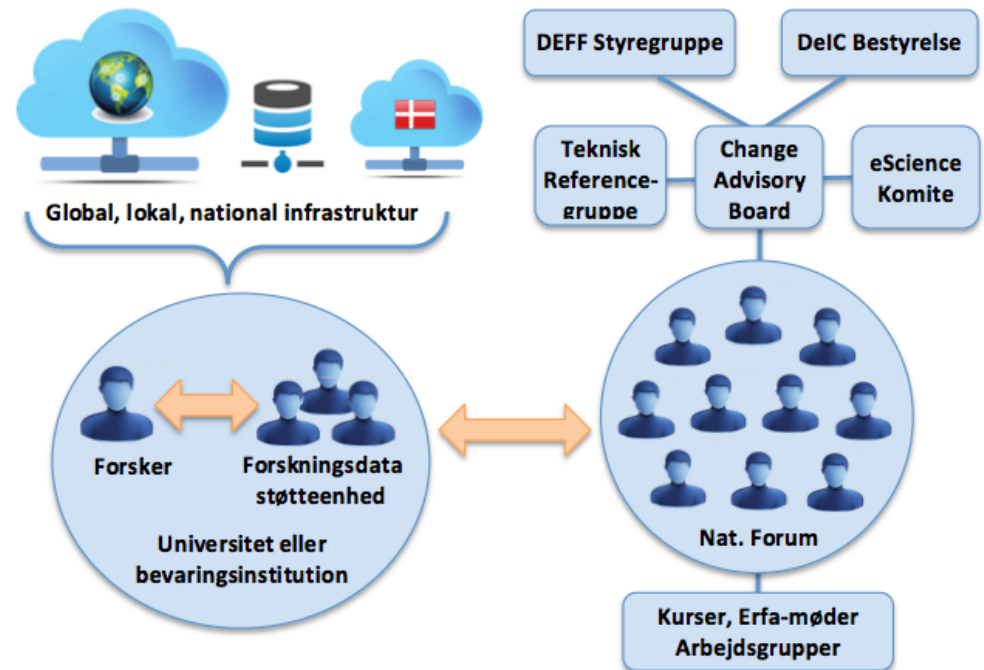 Global, lokal, national infrastruktur
Forsker
Forskningsdata
støtteenhed
Universitet eller
bevaringsinstitution
DEFF Styregruppe
DeIC Bestyrelse
Teknisk
Reference-
gruppe
Change
Advisory
Board
eScience
Komite
Nat. Forum
Kurser, Erfa-møder
Arbejdsgrupper